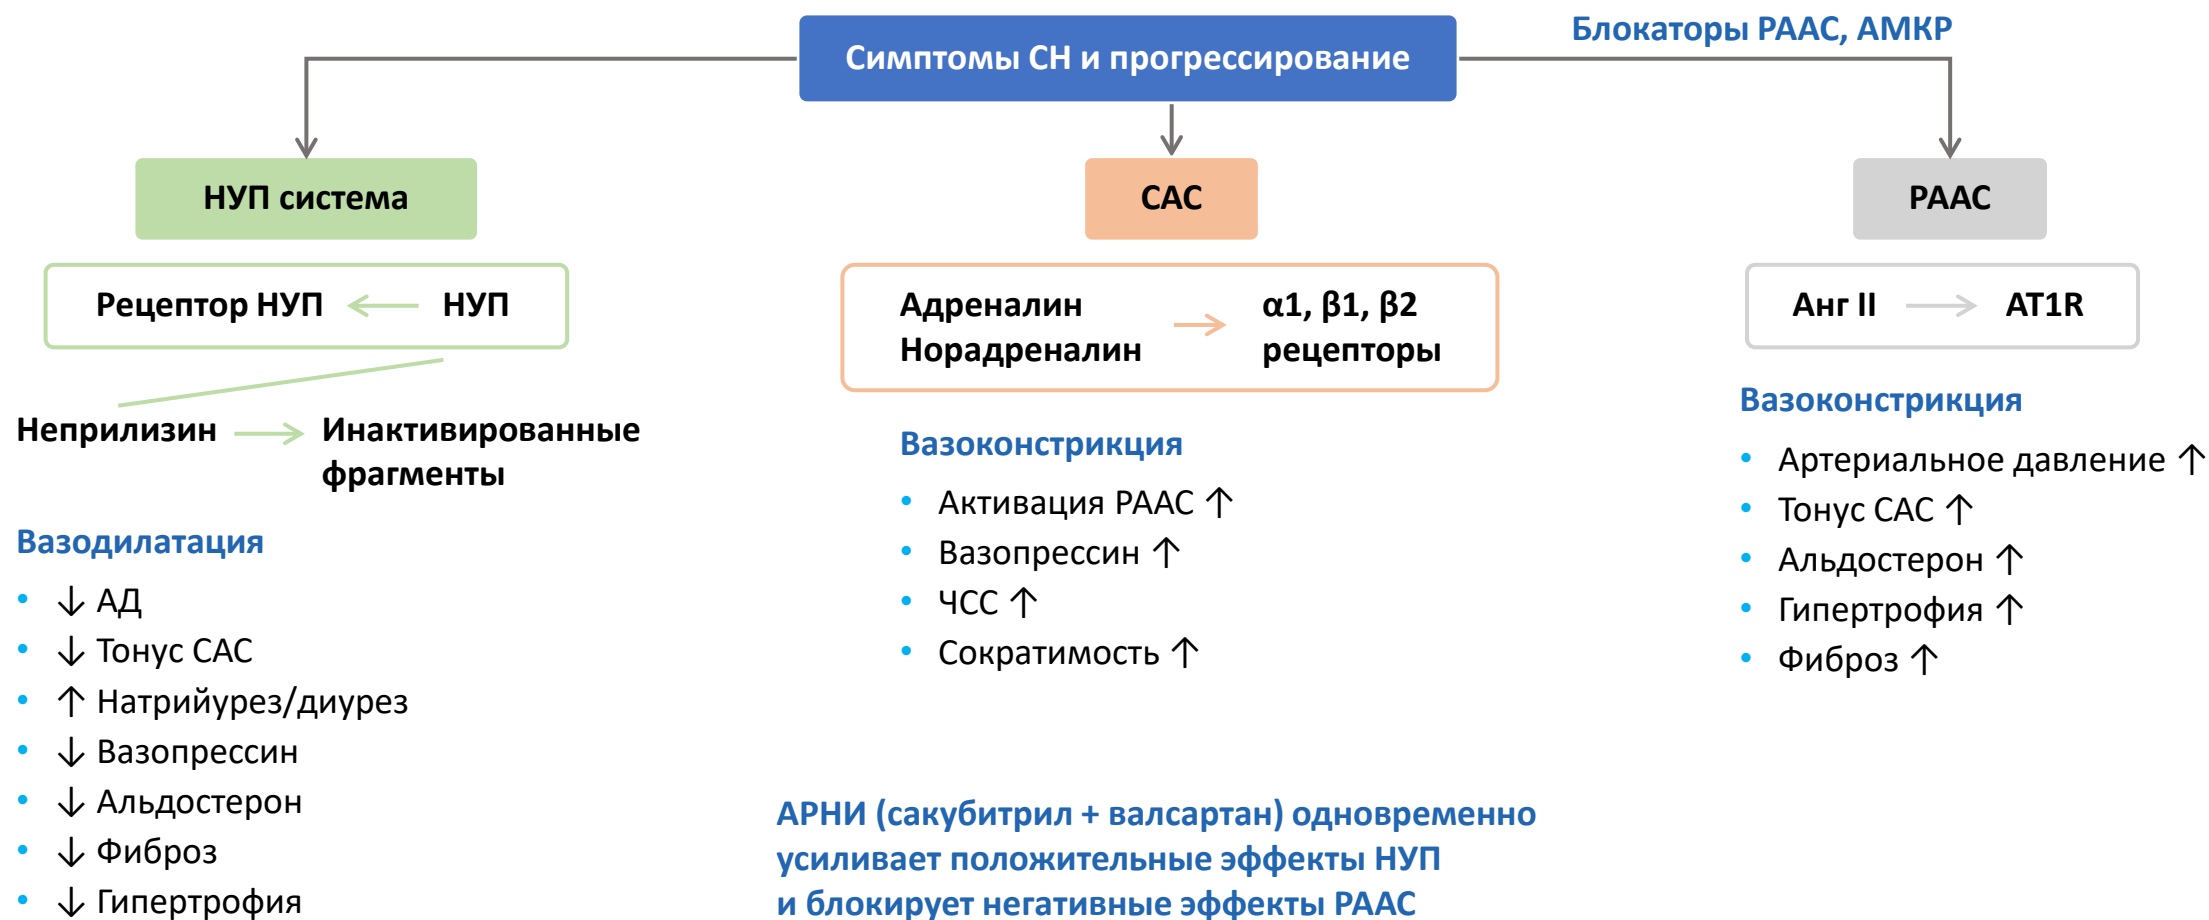 Блокаторы РААС, АМКР
Симптомы СН и прогрессирование
НУП система
Рецептор НУП ← НУП
Неприлизин → Инактивированные
фрагменты
Вазодилатация
• ↓ АД
• ↓ Тонус САС
• ↑ Натрийурез/диурез
• ↓ Вазопрессин
• ↓ Альдостерон
• ↓ Фиброз
• ↓ Гипертрофия
САС
Адреналин
Норадреналин
→
α1, β1, β2
рецепторы
Вазоконстрикция
• Активация РААС ↑
• Вазопрессин ↑
• ЧСС ↑
• Сократимость ↑
РААС
Анг II → AT1R
Вазоконстрикция
• Артериальное давление ↑
• Тонус САС ↑
• Альдостерон ↑
• Гипертрофия ↑
• Фиброз ↑
АРНИ (сакубитрил + валсартан) одновременно
усиливает положительные эффекты НУП
и блокирует негативные эффекты РААС